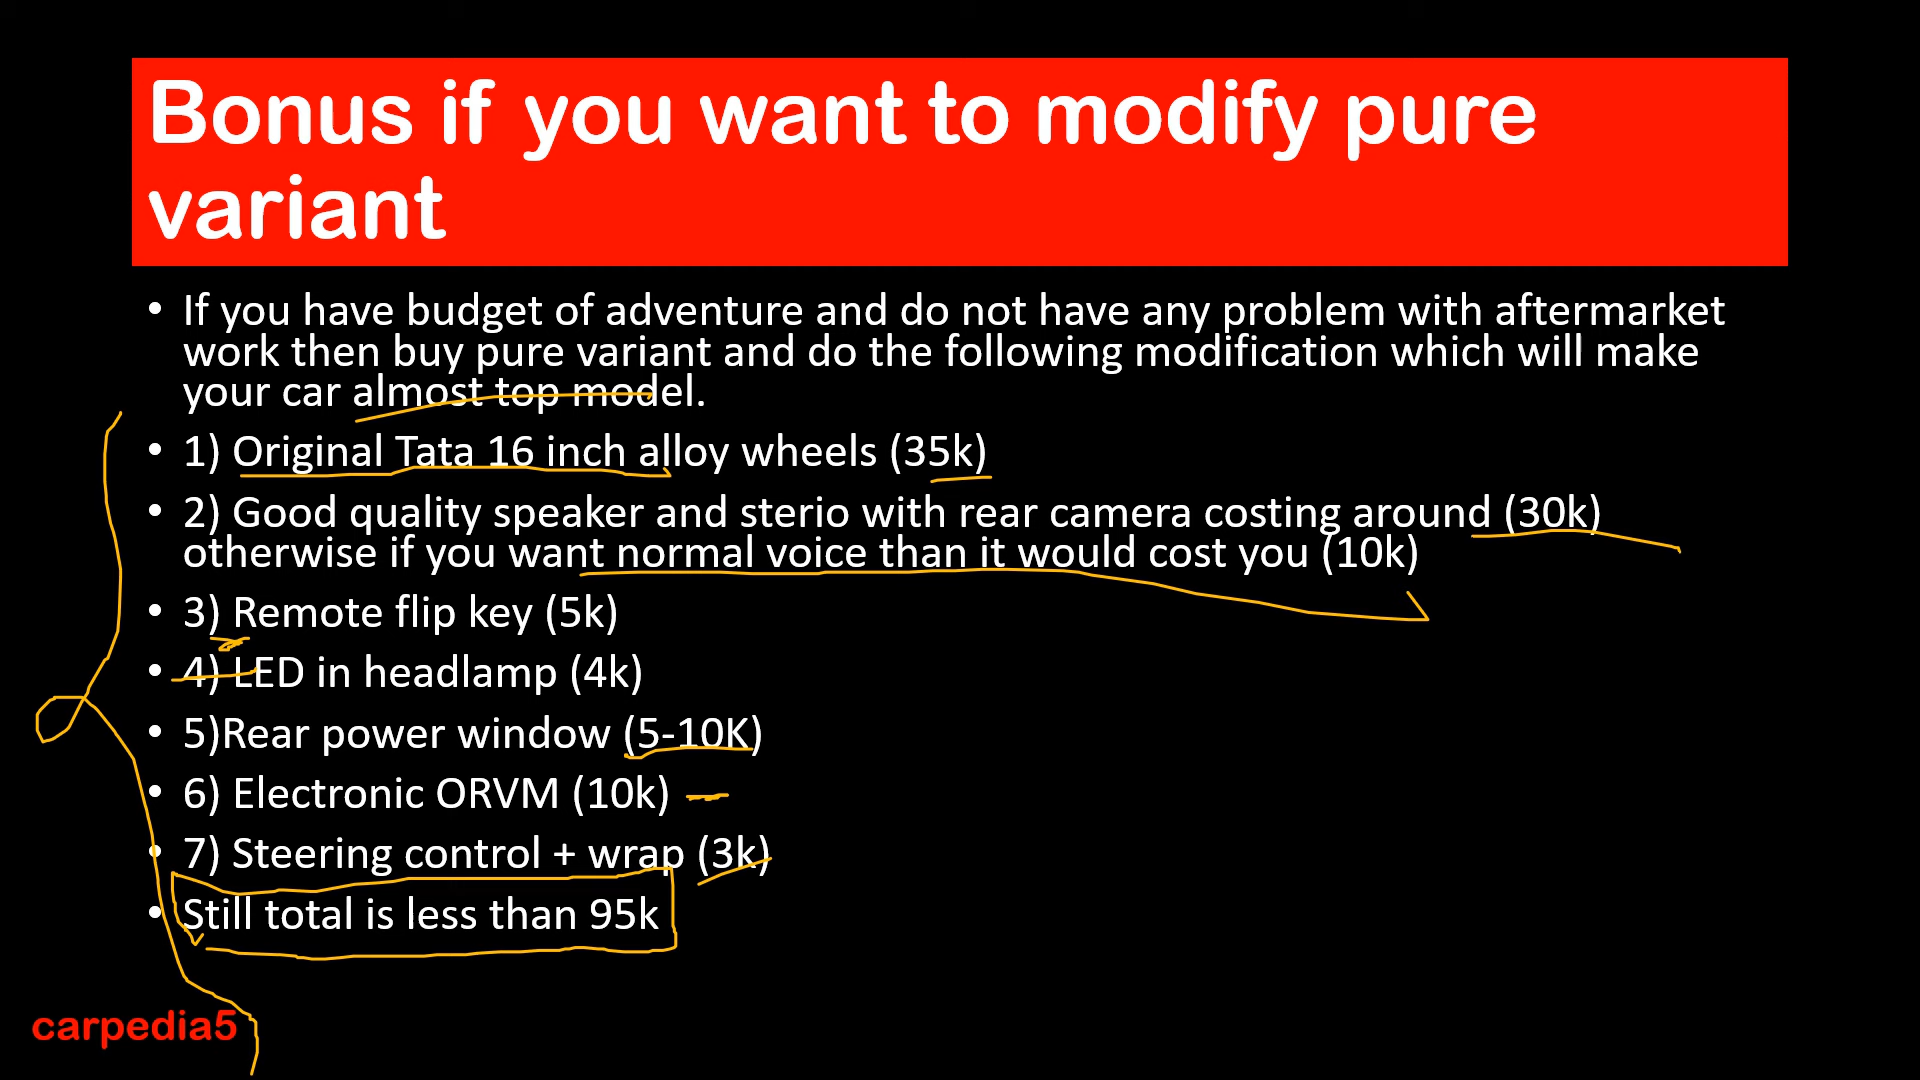 Bonus if you want to modify pure
variant
• If you have budget of adventure and do not have any problem with aftermarket
work then buy pure variant and do the following modification which will make
your car almost top model.
• 1) Original Tata 16 inch alloy wheels (35k)
• 2) Good quality speaker and sterio with rear camera costing around (30k)
otherwise if you want normal voice than it would cost you (10k)
• 3) Remote flip key (5k)
• 4) LED in headlamp (4k)
• 5)Rear power window (5-10K)
• 6) Electronic ORVM (10k)
• 7) Steering control + wrap (3k)
• Still total is less than 95k
carpedia5